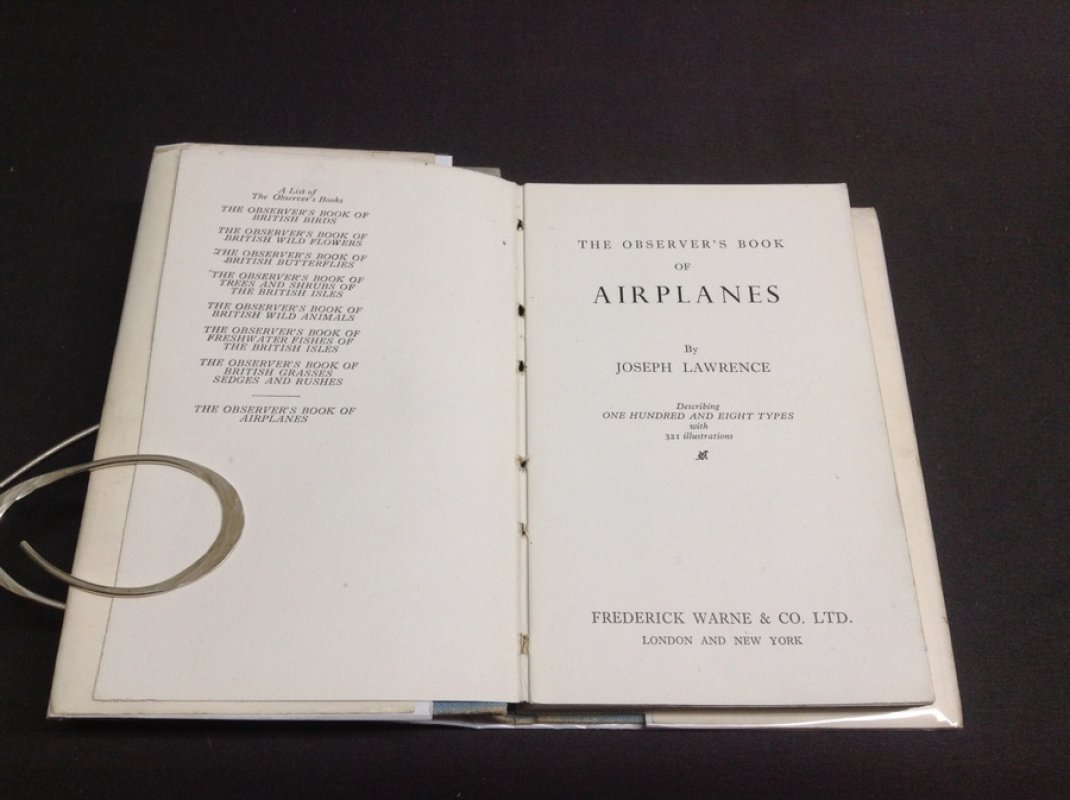 A List of
The Observer's Books
THE OBSERVER'S BOOK OF
BRITISH BIRDS
THE OBSERVER'S BOOK OF
BRITISH WILD FLOWERS
THE OBSERVER'S BOOK OF
BRITISH BUTTERFLIES
THE OBSERVER'S BOOK OF
TREES AND SHRUBS OF
THE BRITISH ISLES
THE OBSERVER'S BOOK OF
BRITISH WILD ANIMALS
THE OBSERVER'S BOOK OF
FRESHWATER FISHES OF
THE BRITISH ISLES
THE OBSERVER'S BOOK OF
BRITISH GRASSES
SEDGES AND RUSHES
THE OBSERVER'S BOOK OF
AIRPLANES
THE OBSERVER'S BOOK
OF
AIRPLANES
By
JOSEPH LAWRENCE
Describing
ONE HUNDRED AND EIGHT TYPES
with
321 illustrations
FREDERICK WARNE & CO. LTD.
LONDON AND NEW YORK